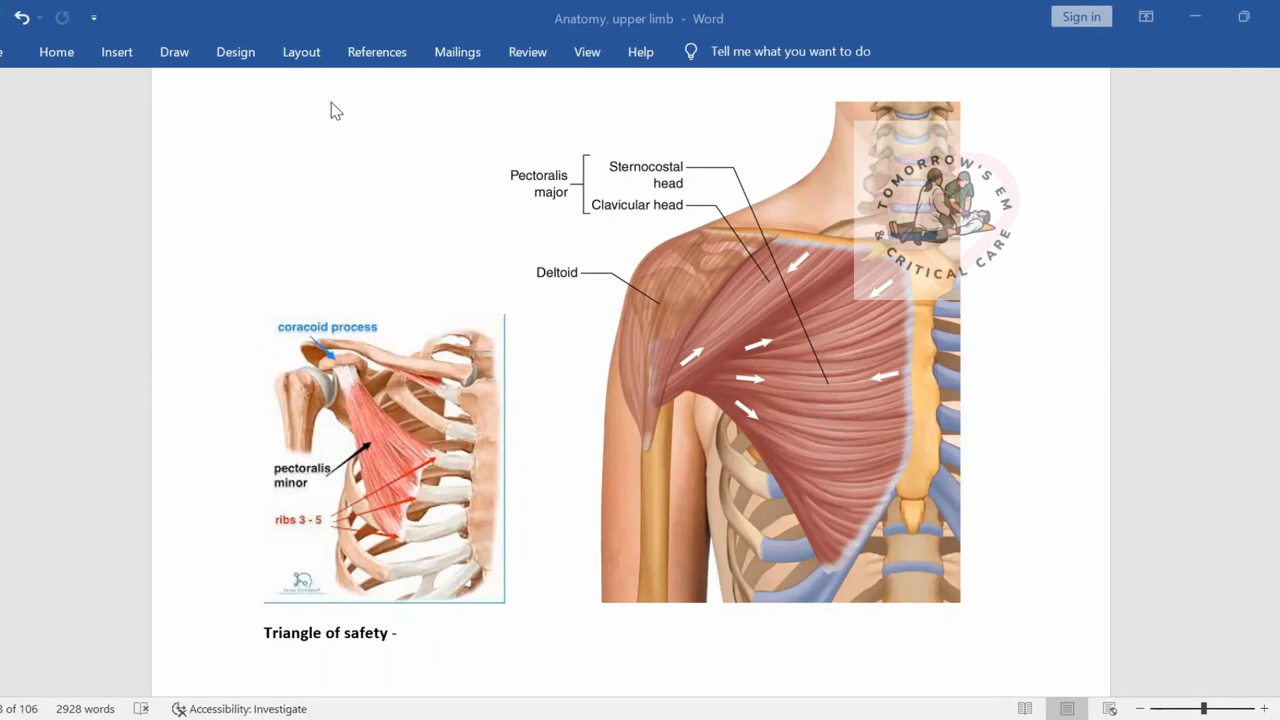 Anatomy. upper limb - Word
Sign in
Home Insert Draw Design Layout References Mailings Review View Help Tell me what you want to do
Pectoralis major
Sternocostal head
Clavicular head
Deltoid
TOMORROW'S EM & CRITICAL CARE
coracoid process
pectoralis minor
ribs 3 - 5
Triangle of safety -
of 106 2928 words Accessibility: Investigate